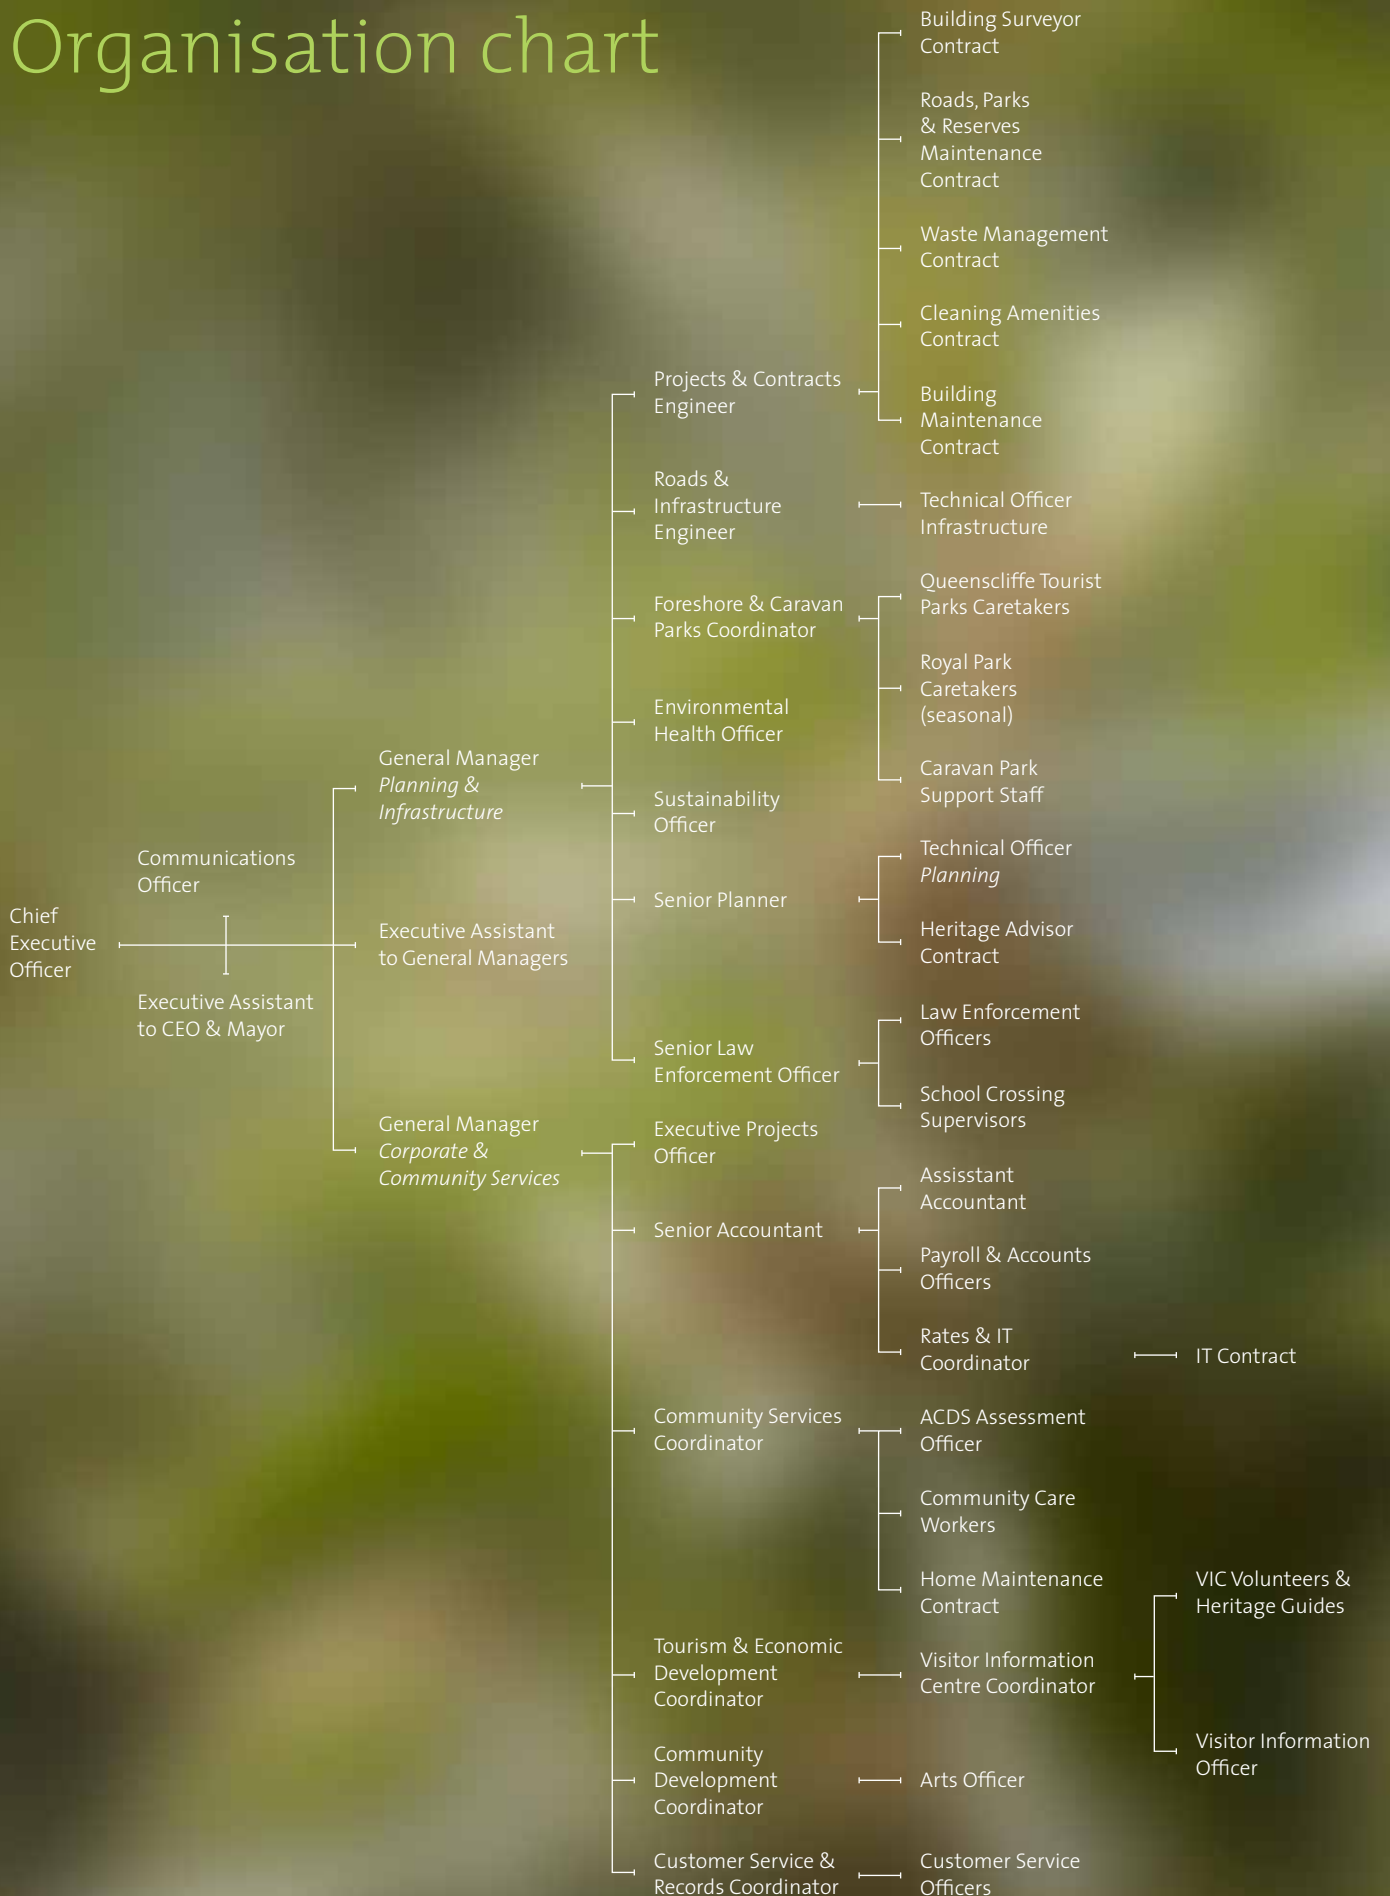 Organisation chart
Chief
Executive
Officer
Communications
Officer
Executive Assistant
to CEO & Mayor
General Manager
Planning &
Infrastructure
Executive Assistant
to General Managers
General Manager
Corporate &
Community Services
Projects & Contracts
Engineer
Roads &
Infrastructure
Engineer
Foreshore & Caravan
Parks Coordinator
Environmental
Health Officer
Sustainability
Officer
Senior Planner
Senior Law
Enforcement Officer
Executive Projects
Officer
Senior Accountant
Community Services
Coordinator
Tourism & Economic
Development
Coordinator
Community
Development
Coordinator
Customer Service &
Records Coordinator
Building Surveyor
Contract
Roads, Parks
& Reserves
Maintenance
Contract
Waste Management
Contract
Cleaning Amenities
Contract
Building
Maintenance
Contract
Technical Officer
Infrastructure
Queenscliffe Tourist
Parks Caretakers
Royal Park
Caretakers
(seasonal)
Caravan Park
Support Staff
Technical Officer
Planning
Heritage Advisor
Contract
Law Enforcement
Officers
School Crossing
Supervisors
Assisstant
Accountant
Payroll & Accounts
Officers
Rates & IT
Coordinator
ACDS Assessment
Officer
Community Care
Workers
Home Maintenance
Contract
Visitor Information
Centre Coordinator
Arts Officer
Customer Service
Officers
IT Contract
VIC Volunteers &
Heritage Guides
Visitor Information
Officer